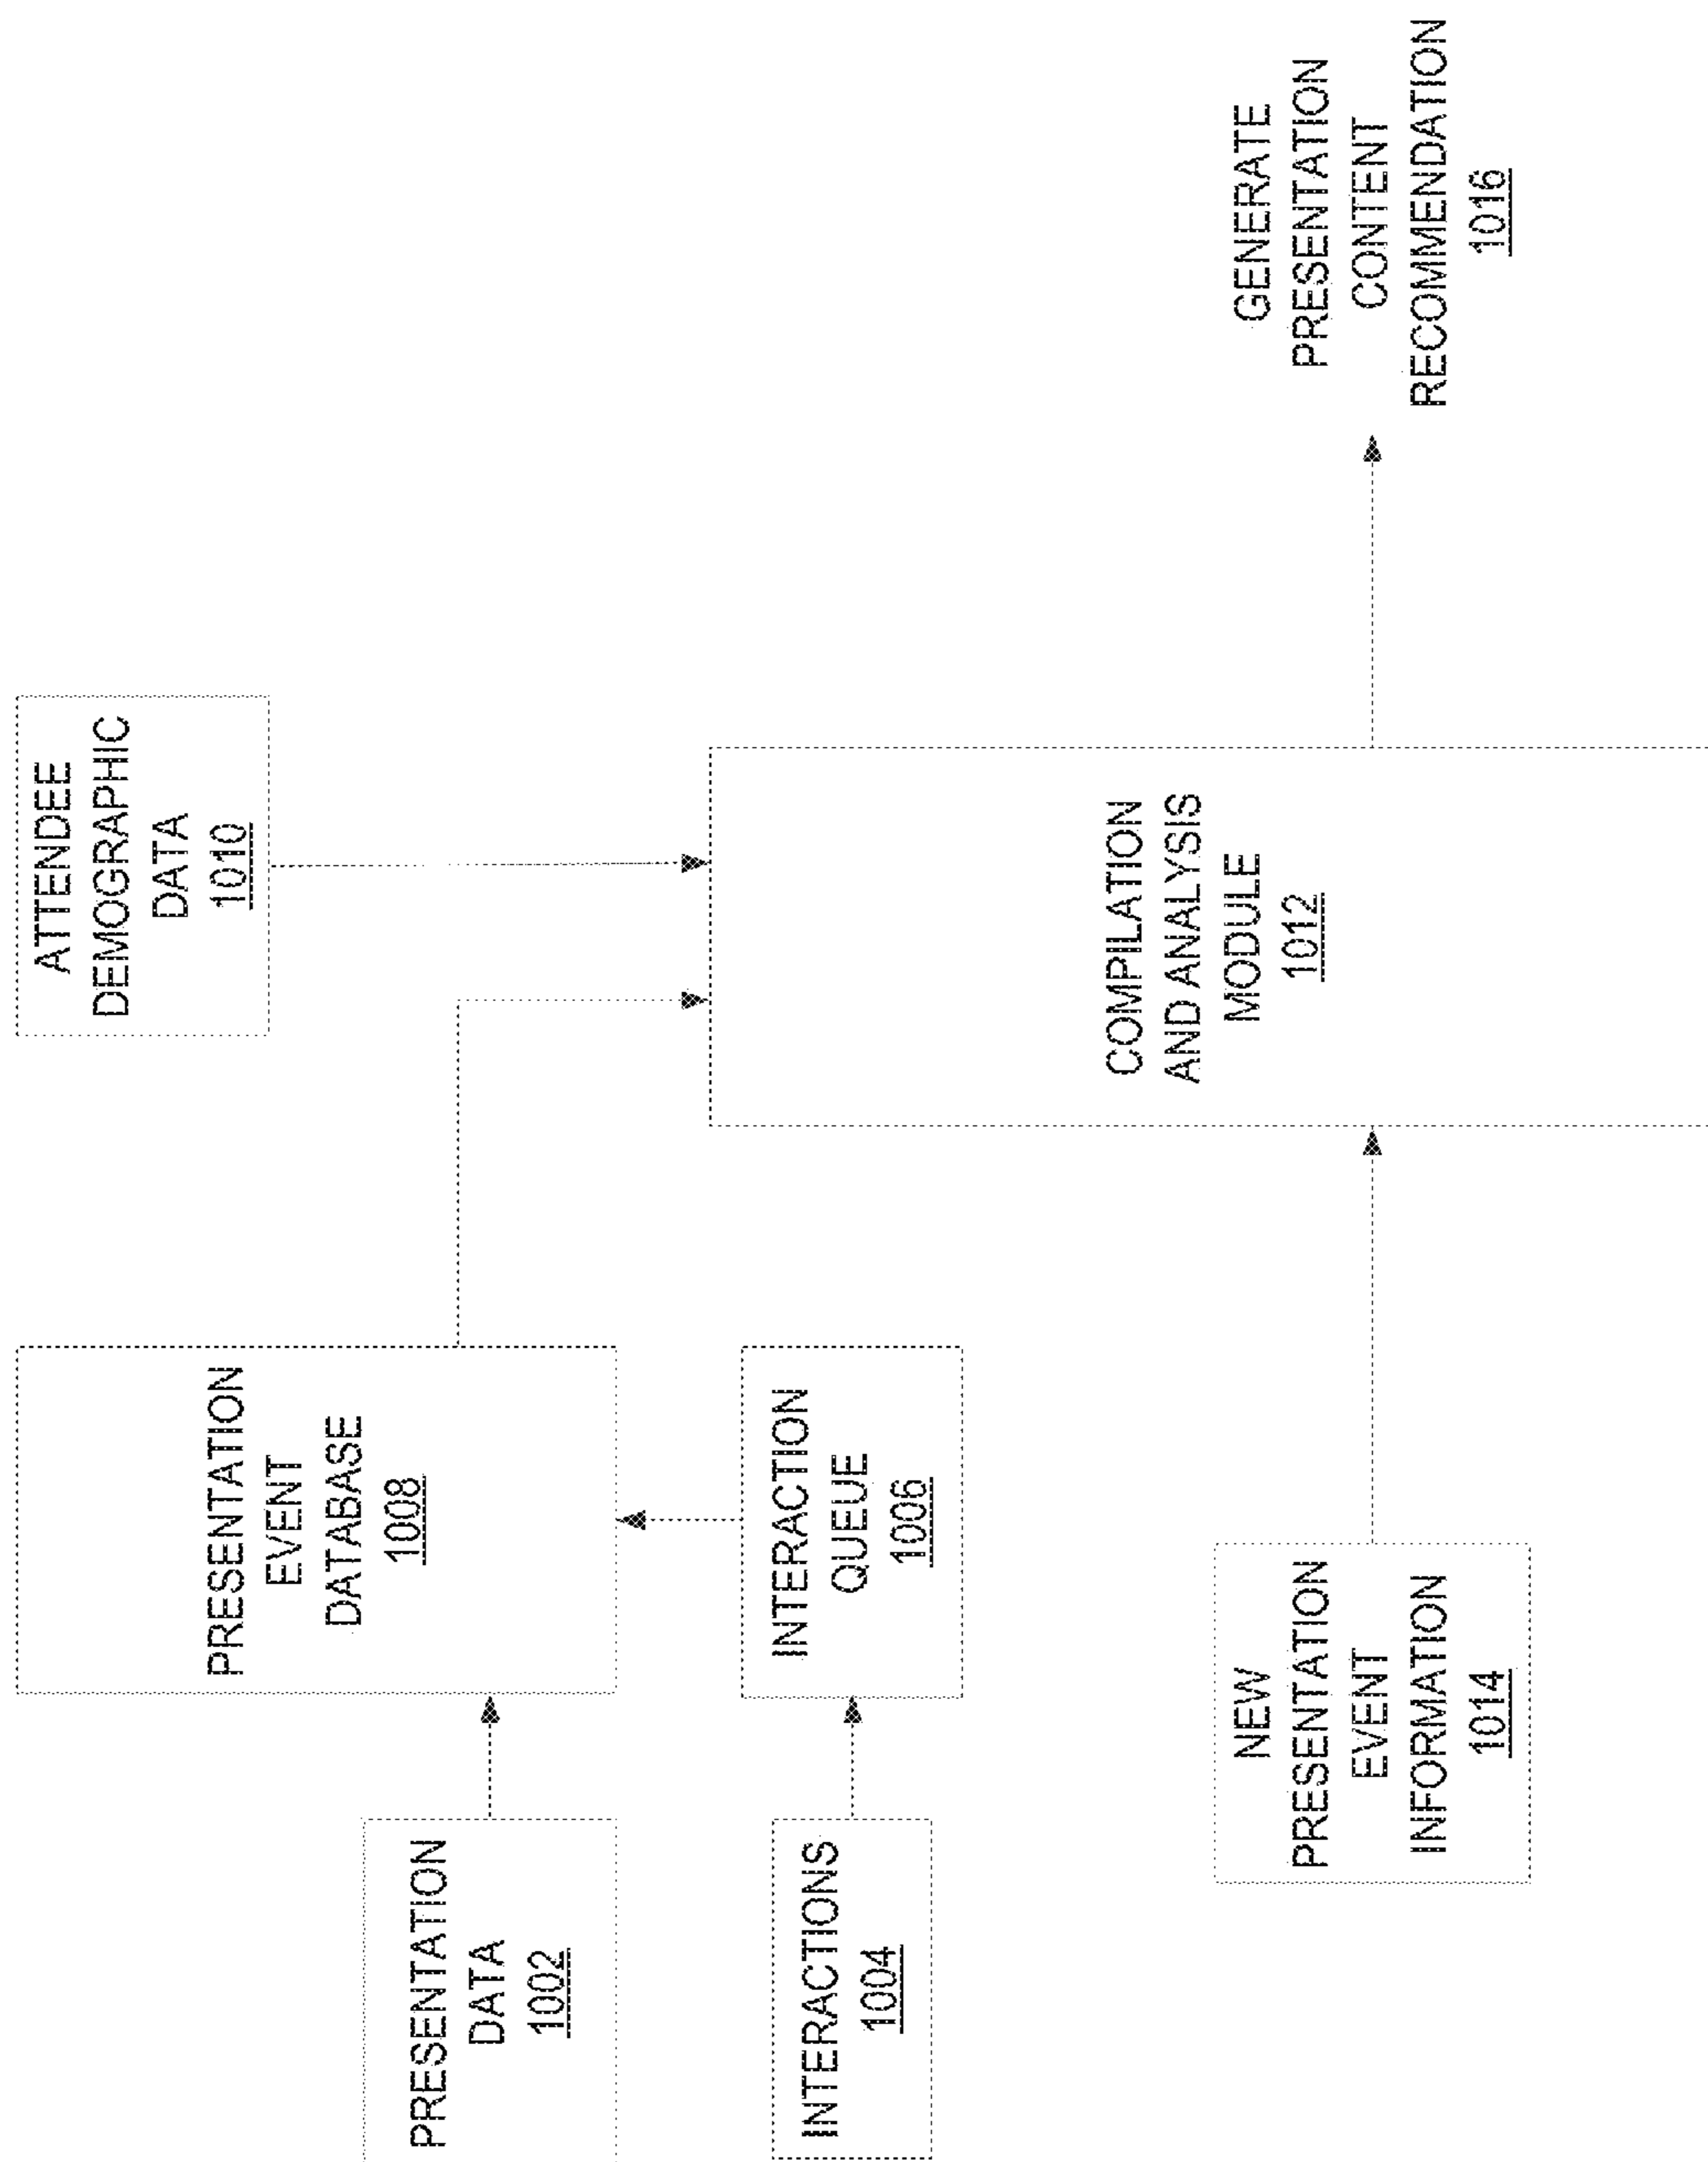 PRESENTATION
DATA
1002
INTERACTIONS
1004
PRESENTATION
EVENT
DATABASE
1008
INTERACTION
QUEUE
1006
NEW
PRESENTATION
EVENT
INFORMATION
1014
ATTENDEE
DEMOGRAPHIC
DATA
1010
COMPILATION
AND ANALYSIS
MODULE
1012
GENERATE
PRESENTATION
CONTENT
RECOMMENDATION
1016